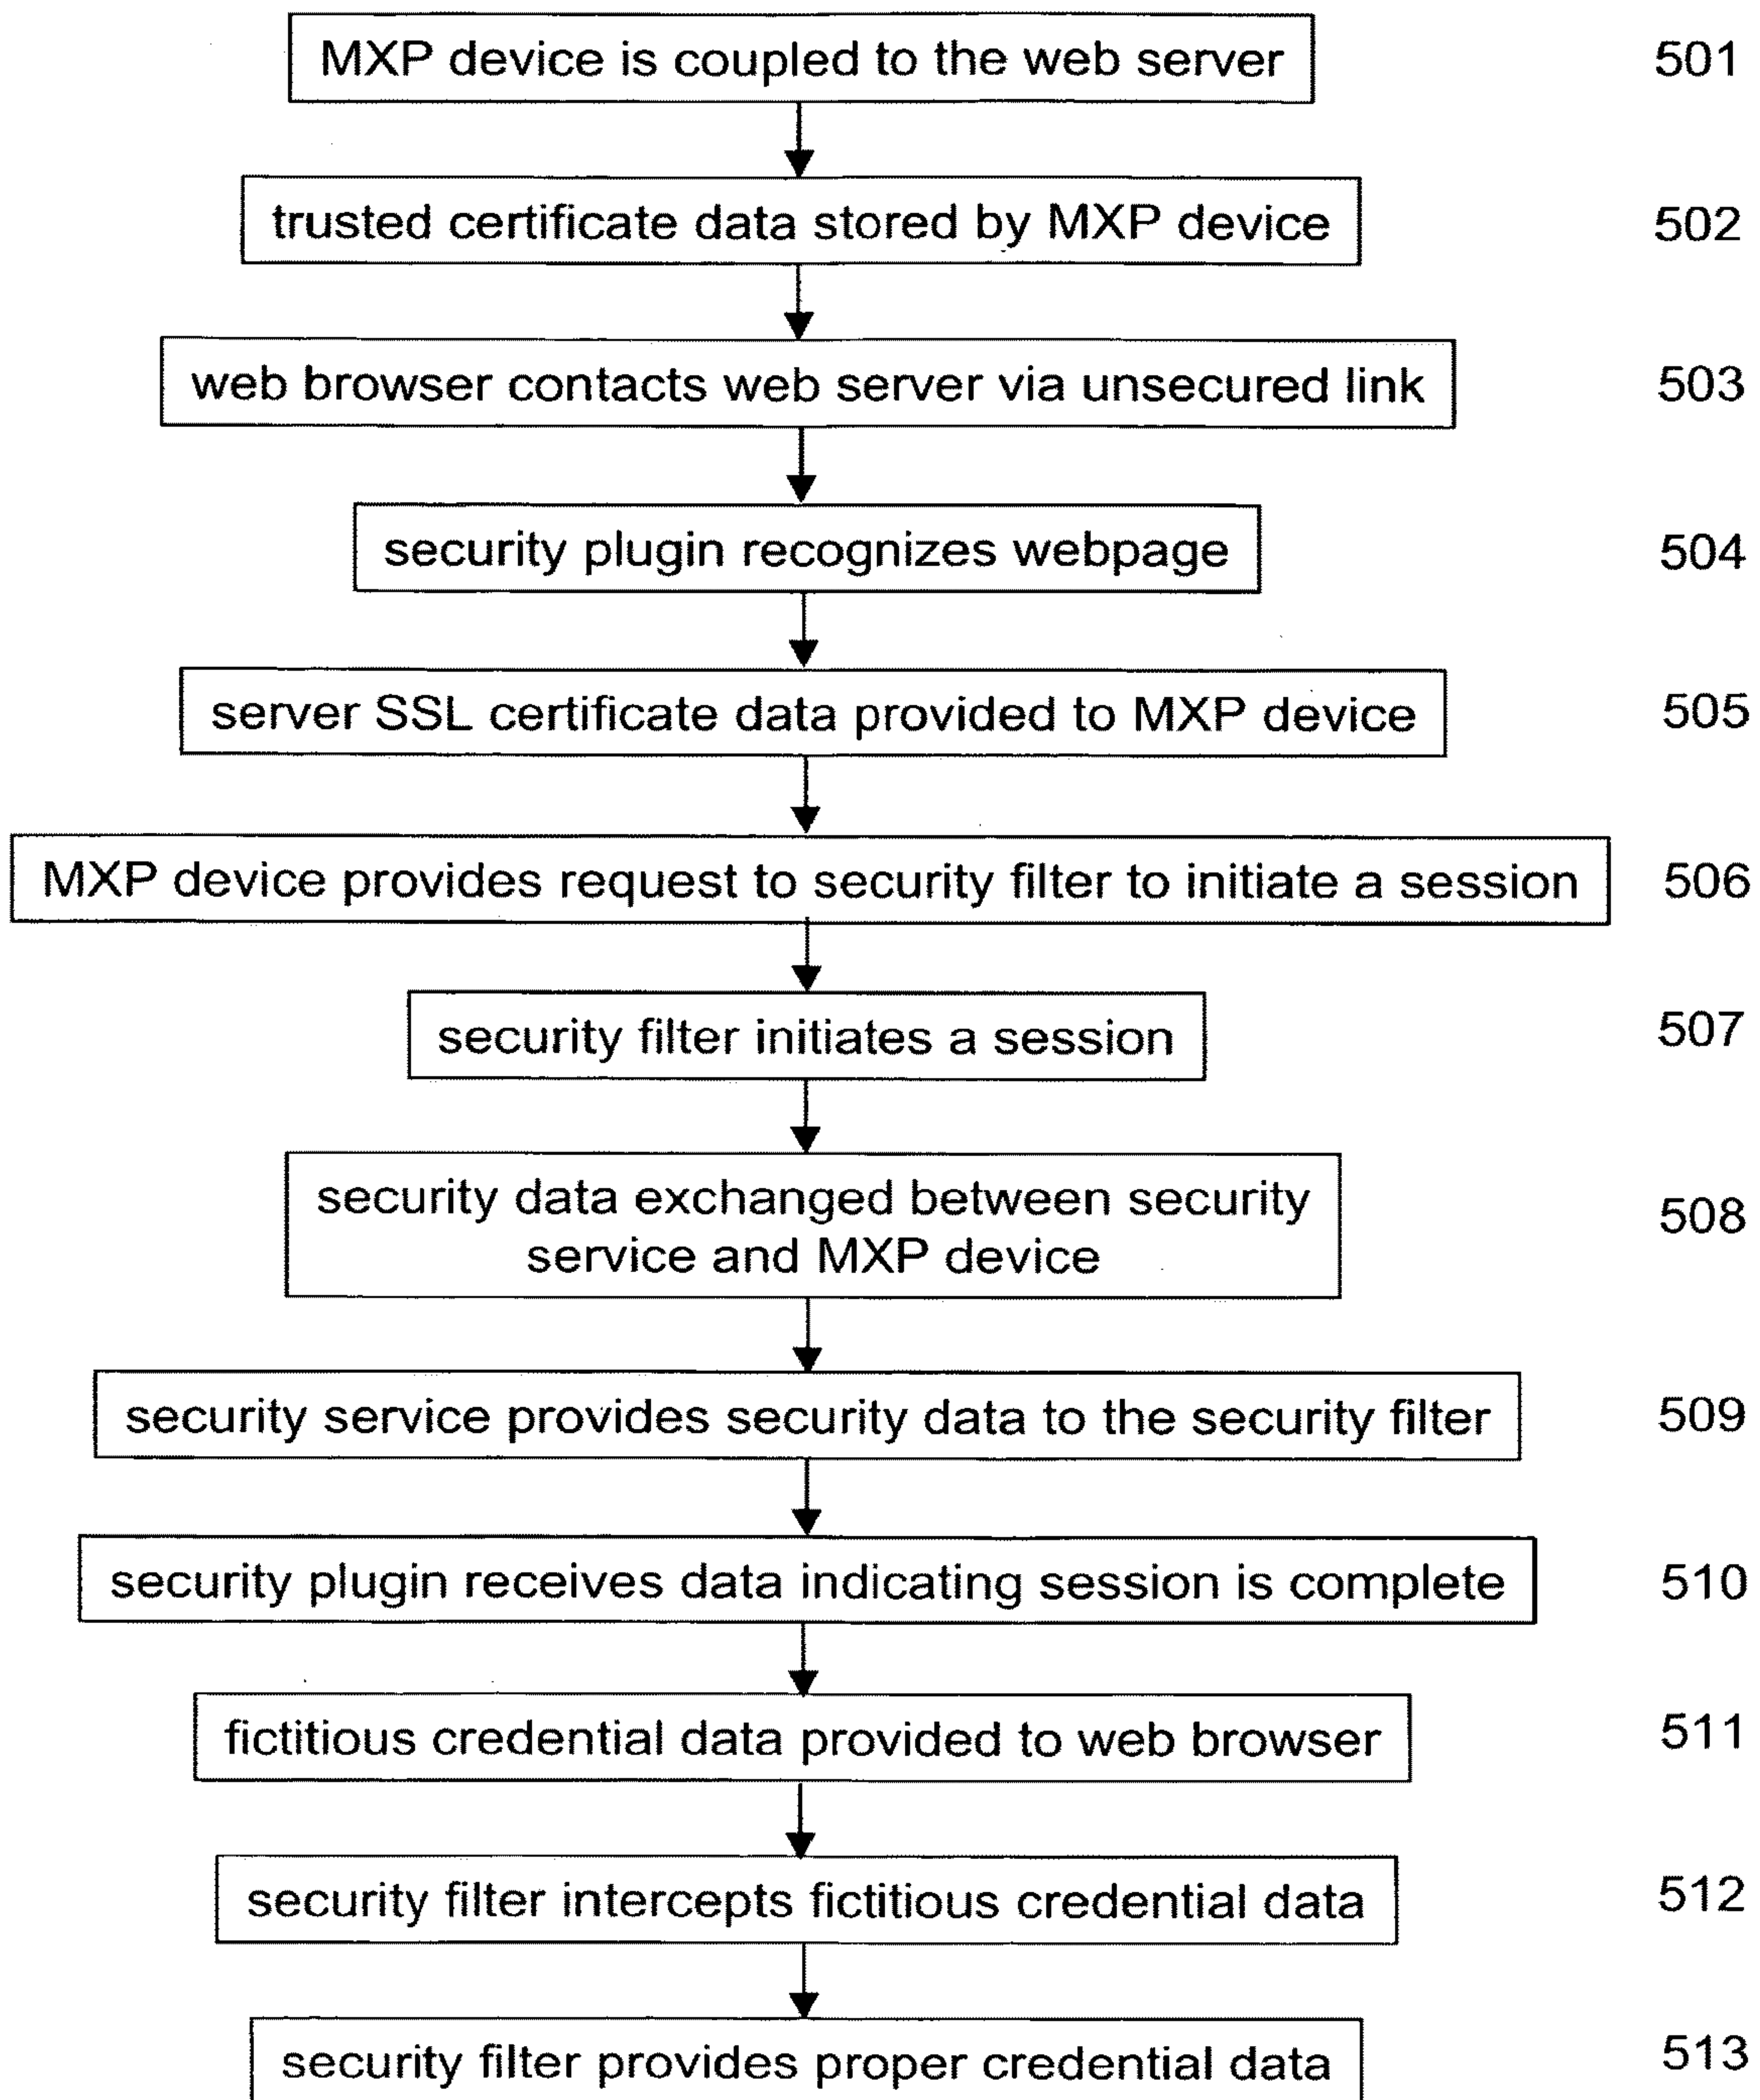 MXP device is coupled to the web server 501
trusted certificate data stored by MXP device 502
web browser contacts web server via unsecured link 503
security plugin recognizes webpage 504
server SSL certificate data provided to MXP device 505
MXP device provides request to security filter to initiate a session 506
security filter initiates a session 507
security data exchanged between security
service and MXP device 508
security service provides security data to the security filter 509
security plugin receives data indicating session is complete 510
fictitious credential data provided to web browser 511
security filter intercepts fictitious credential data 512
security filter provides proper credential data 513